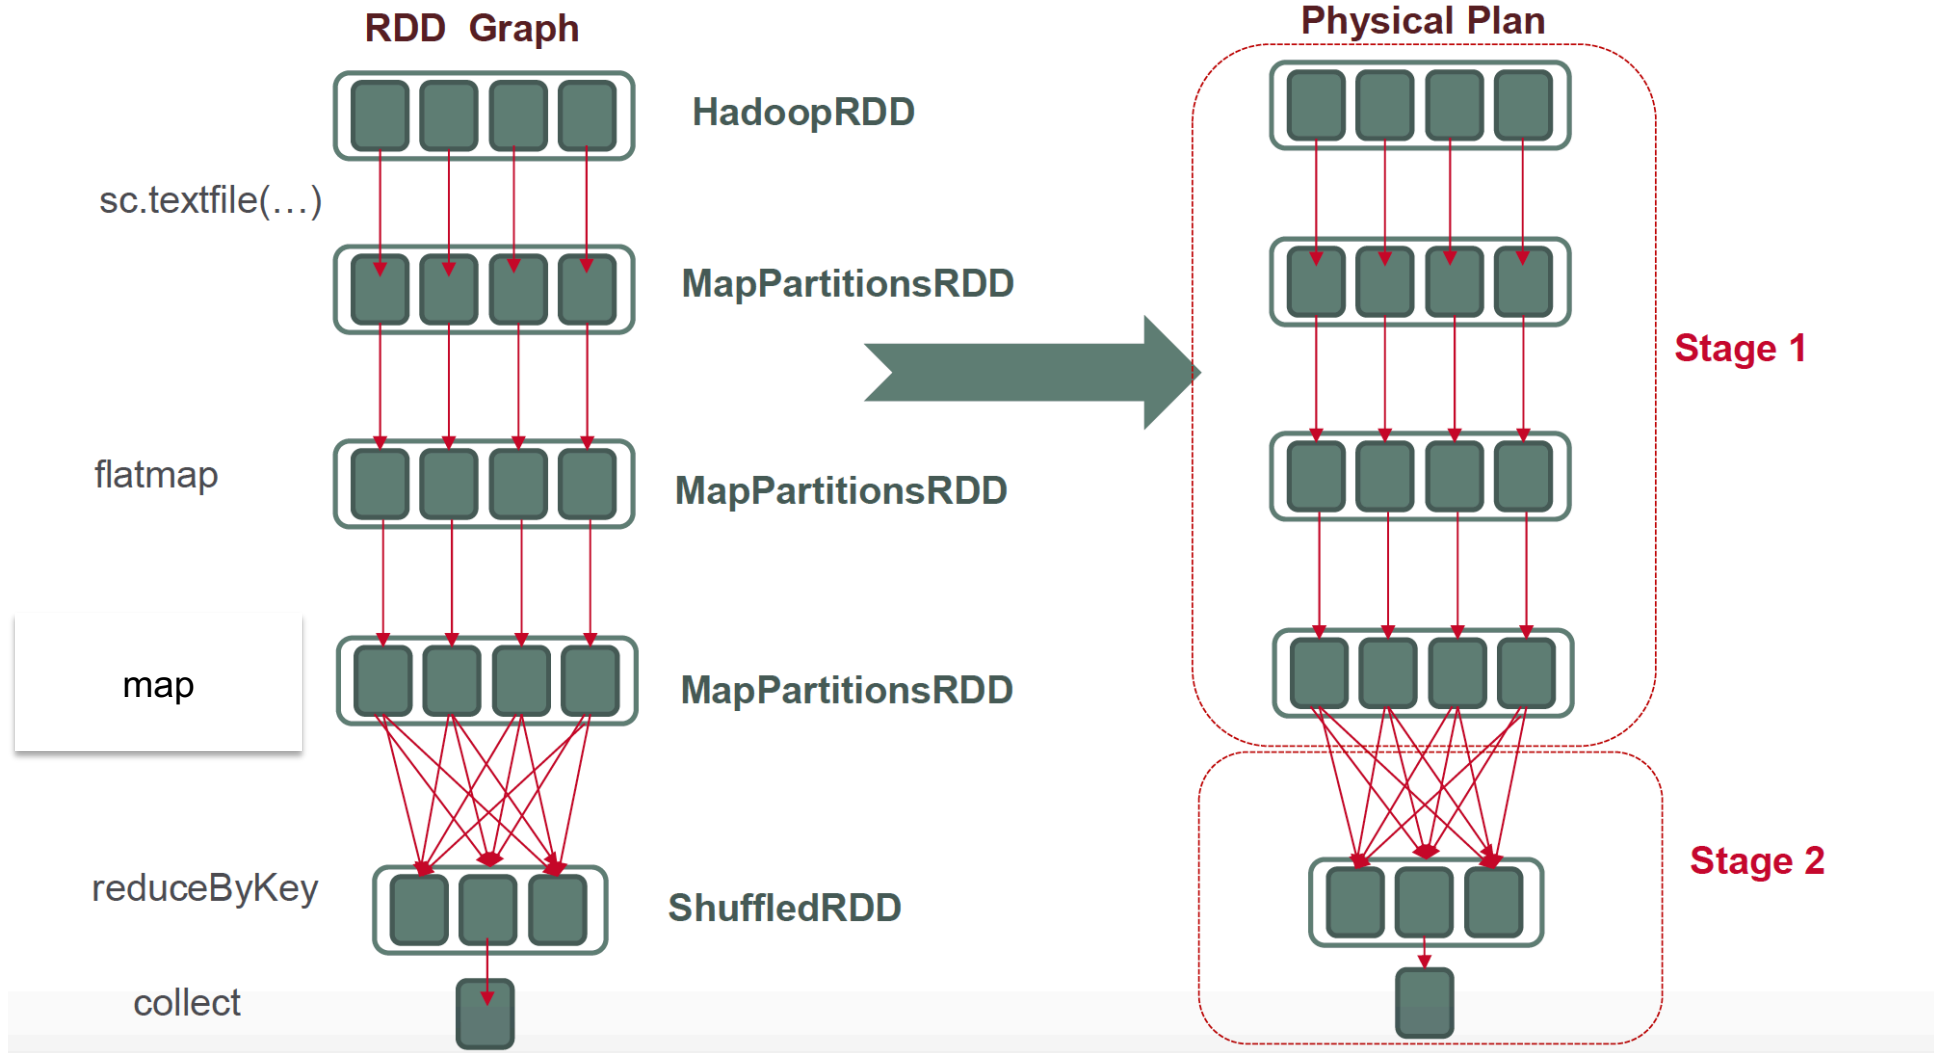 RDD  Graph
Physical Plan
HadoopRDD
sc.textfile(…)
MapPartitionsRDD
Stage 1
flatmap
MapPartitionsRDD
map
MapPartitionsRDD
Stage 2
reduceByKey
ShuffledRDD
collect